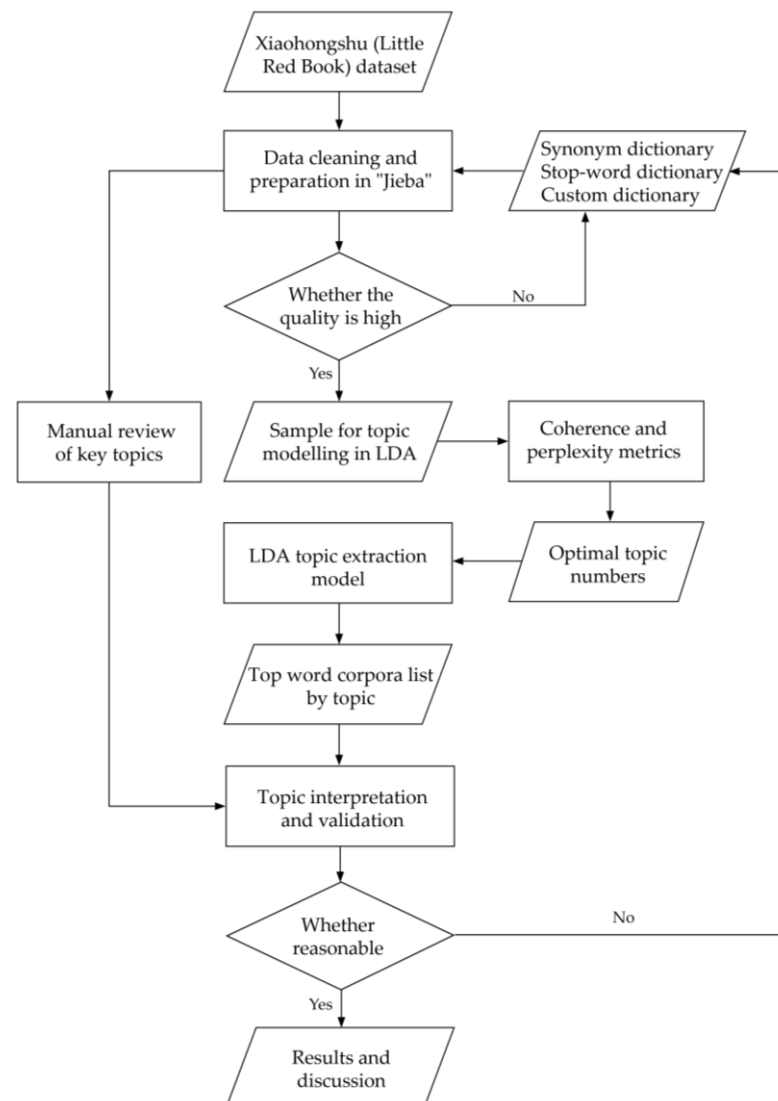 Xiaohongshu (Little
Red Book) dataset
Data cleaning and
preparation in "Jieba"
Synonym dictionary
Stop-word dictionary
Custom dictionary
Whether the
quality is high
No
Yes
Manual review
of key topics
Sample for topic
modelling in LDA
Coherence and
perplexity metrics
LDA topic extraction
model
Optimal topic
numbers
Top word corpora list
by topic
Topic interpretation
and validation
Whether
reasonable
No
Yes
Results and
discussion